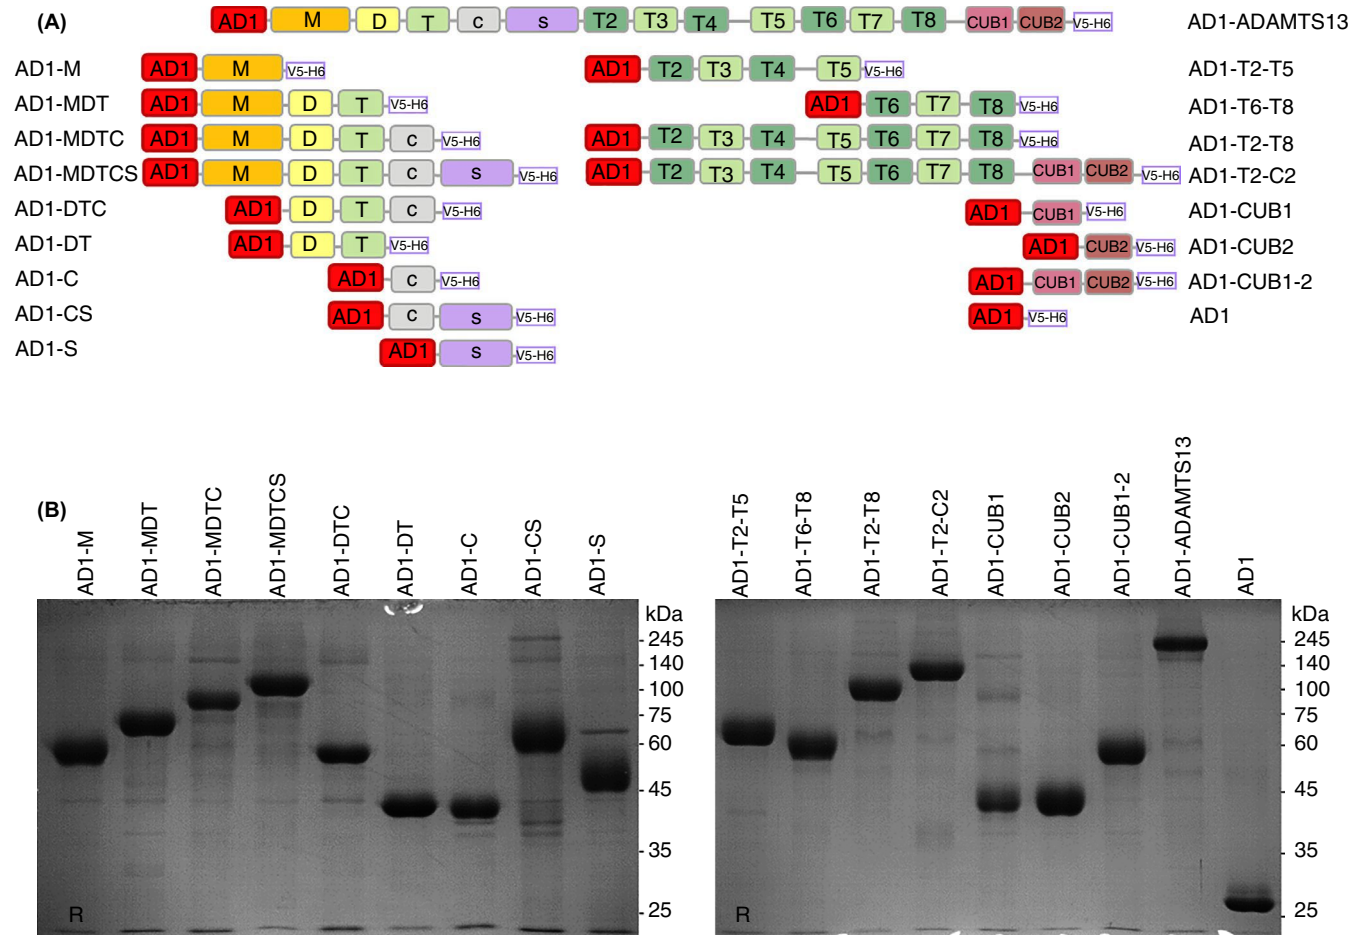 (A) AD1 M D T c s T2 T3 T4 T5 T6 T7 T8 CUB1 CUB2 V5-H6 AD1-ADAMTS13
AD1-M AD1 M V5-H6 AD1 T2 T3 T4 T5 V5-H6 AD1-T2-T5
AD1-MDT AD1 M D T V5-H6 AD1 T6 T7 T8 V5-H6 AD1-T6-T8
AD1-MDTC AD1 M D T c V5-H6 AD1 T2 T3 T4 T5 T6 T7 T8 V5-H6 AD1-T2-T8
AD1-MDTCS AD1 M D T c s V5-H6 AD1 T2 T3 T4 T5 T6 T7 T8 CUB1 CUB2 V5-H6 AD1-T2-C2
AD1-DTC AD1 D T c V5-H6 AD1 CUB1 V5-H6 AD1-CUB1
AD1-DT AD1 D T V5-H6 AD1 CUB2 V5-H6 AD1-CUB2
AD1-C AD1 c V5-H6 AD1 CUB1 CUB2 V5-H6 AD1-CUB1-2
AD1-CS AD1 c s V5-H6 AD1 V5-H6 AD1
AD1-S AD1 s V5-H6
(B)
AD1-M
AD1-MDT
AD1-MDTC
AD1-MDTCS
AD1-DTC
AD1-DT
AD1-C
AD1-CS
AD1-S
kDa
245
140
100
75
60
45
35
25
R
AD1-T2-T5
AD1-T6-T8
AD1-T2-T8
AD1-T2-C2
AD1-CUB1
AD1-CUB2
AD1-CUB1-2
AD1-ADAMTS13
AD1
kDa
245
140
100
75
60
45
35
25
R